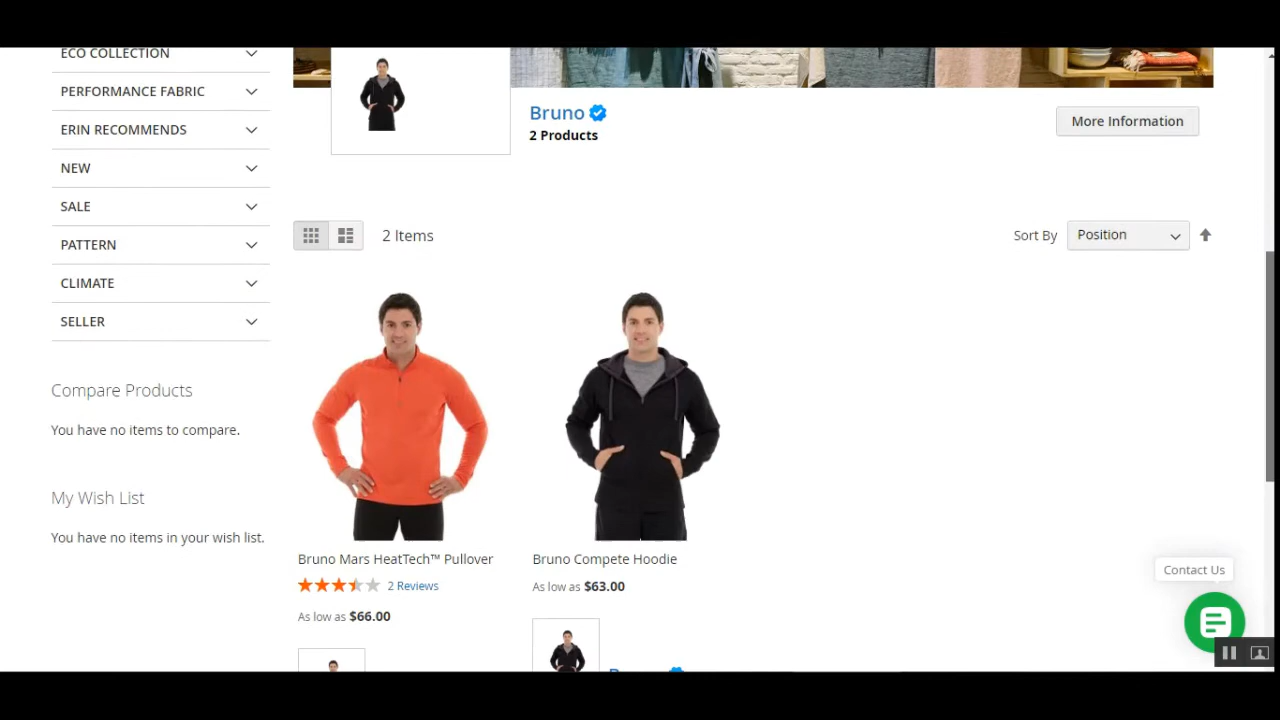 ECO COLLECTION
PERFORMANCE FABRIC
ERIN RECOMMENDS
NEW
SALE
PATTERN
CLIMATE
SELLER
Compare Products
You have no items to compare.
My Wish List
You have no items in your wish list.
Bruno
2 Products
More Information
2 Items
Sort By
Position
Bruno Mars HeatTech™ Pullover
2 Reviews
As low as $66.00
Bruno Compete Hoodie
As low as $63.00
Contact Us